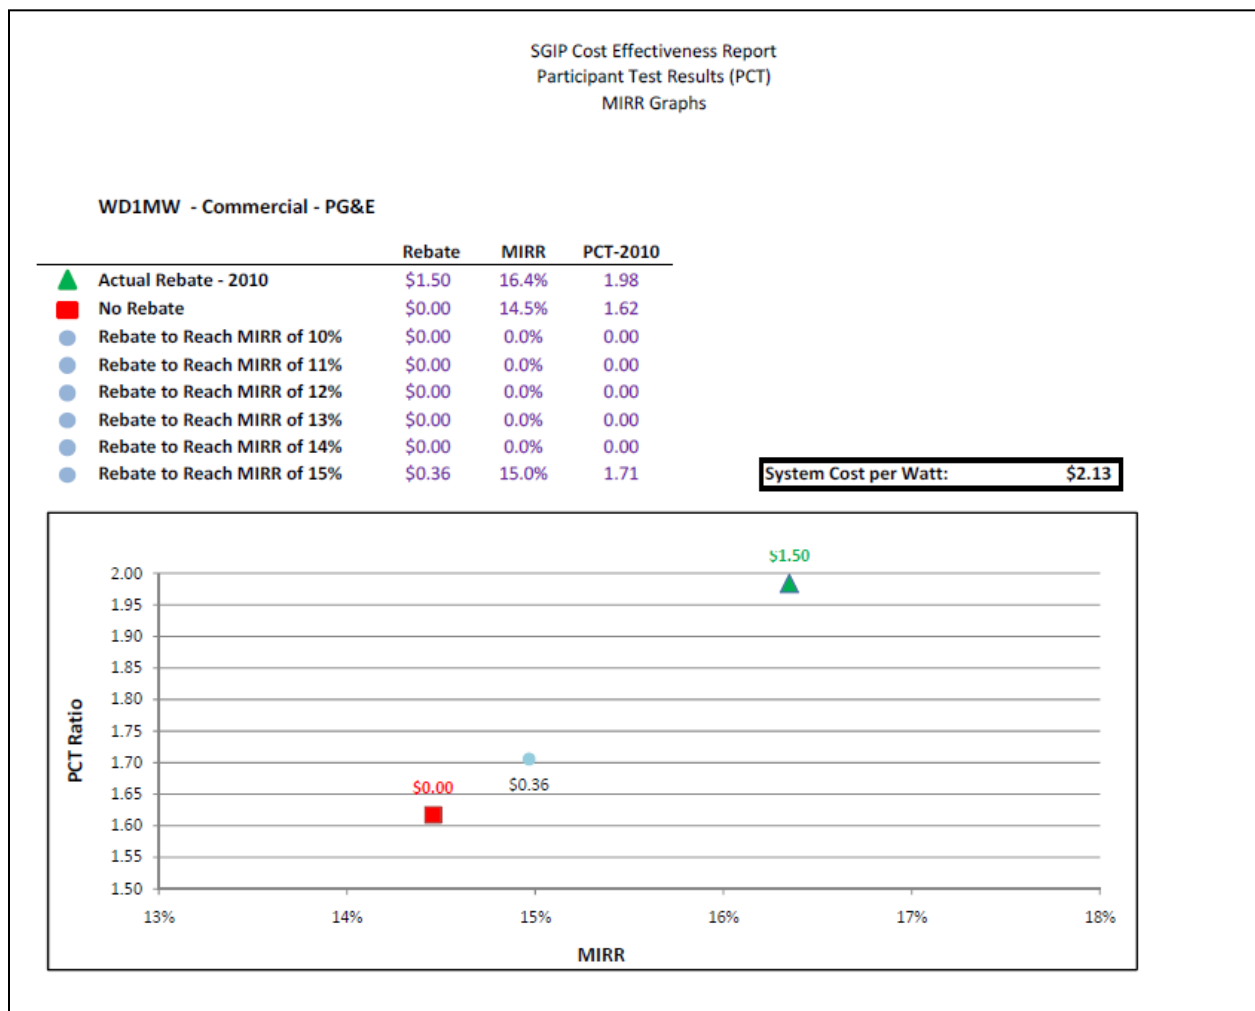 SGIP Cost Effectiveness Report
Participant Test Results (PCT)
MIRR Graphs
WD1MW - Commercial - PG&E
Rebate MIRR PCT-2010
Actual Rebate - 2010 $1.50 16.4% 1.98
No Rebate $0.00 14.5% 1.62
Rebate to Reach MIRR of 10% $0.00 0.0% 0.00
Rebate to Reach MIRR of 11% $0.00 0.0% 0.00
Rebate to Reach MIRR of 12% $0.00 0.0% 0.00
Rebate to Reach MIRR of 13% $0.00 0.0% 0.00
Rebate to Reach MIRR of 14% $0.00 0.0% 0.00
Rebate to Reach MIRR of 15% $0.36 15.0% 1.71
System Cost per Watt: $2.13
$1.50
2.00
1.95
1.90
1.85
1.80
1.75
1.70
1.65
1.60
1.55
1.50
PCT Ratio
$0.00
$0.36
13% 14% 15% 16% 17% 18%
MIRR